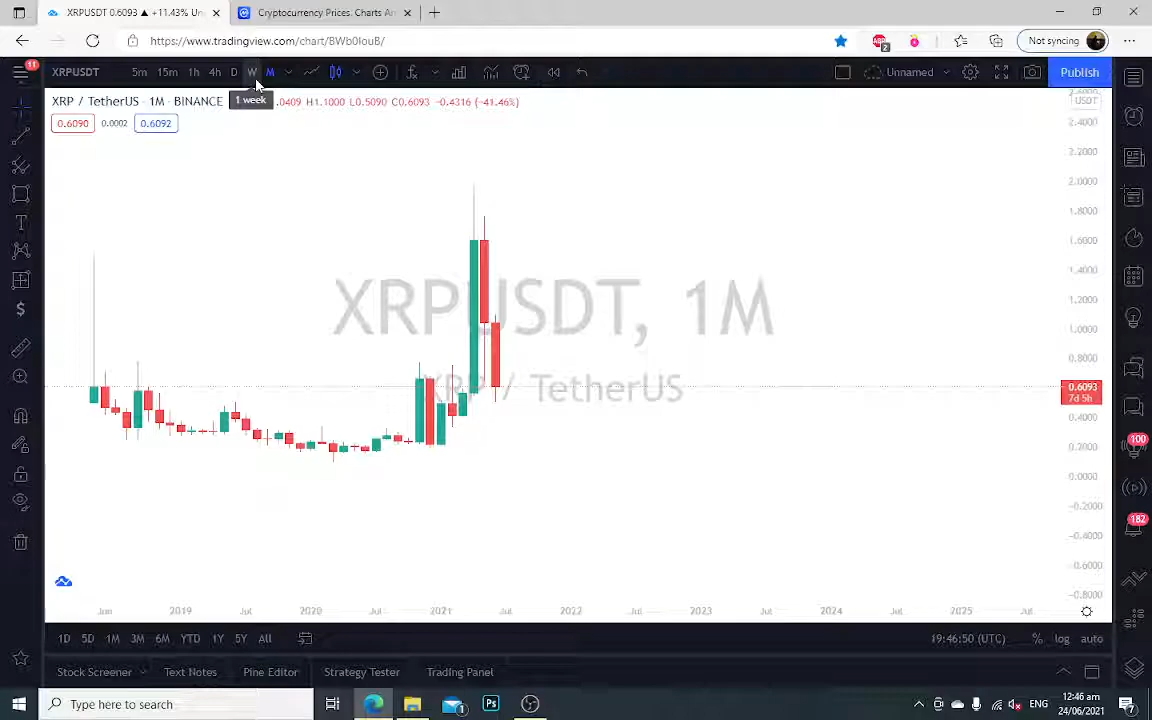 XRPUSDT 0.6093 ▲ +11.43% Un
Cryptocurrency Prices. Charts An
https://www.tradingview.com/chart/BWb0IouB/
2
Not syncing
11
XRPUSDT 5m 15m 1h 4h D W M
Unnamed
Publish
1 week
XRP / TetherUS · 1M · BINANCE .0409 H1.1000 L0.5090 C0.6093 −0.4316 (−41.46%)
USDT
0.6090 0.0002 0.6092
2.4000
2.2000
2.0000
1.8000
1.6000
1.4000
1.2000
1.0000
0.8000
0.6093
7d 5h
0.4000
0.2000
0.0000
−0.2000
−0.4000
−0.6000
−0.8000
XRPUSDT, 1M
XRP / TetherUS
100
182
Jun 2019 Jul 2020 Jul 2021 Jul 2022 Jul 2023 Jul 2024 Jul 2025 Jul
1D 5D 1M 3M 6M YTD 1Y 5Y All
19:46:50 (UTC) % log auto
Stock Screener Text Notes Pine Editor Strategy Tester Trading Panel
Type here to search
1
Ps
ENG
12:46 am
24/06/2021
7